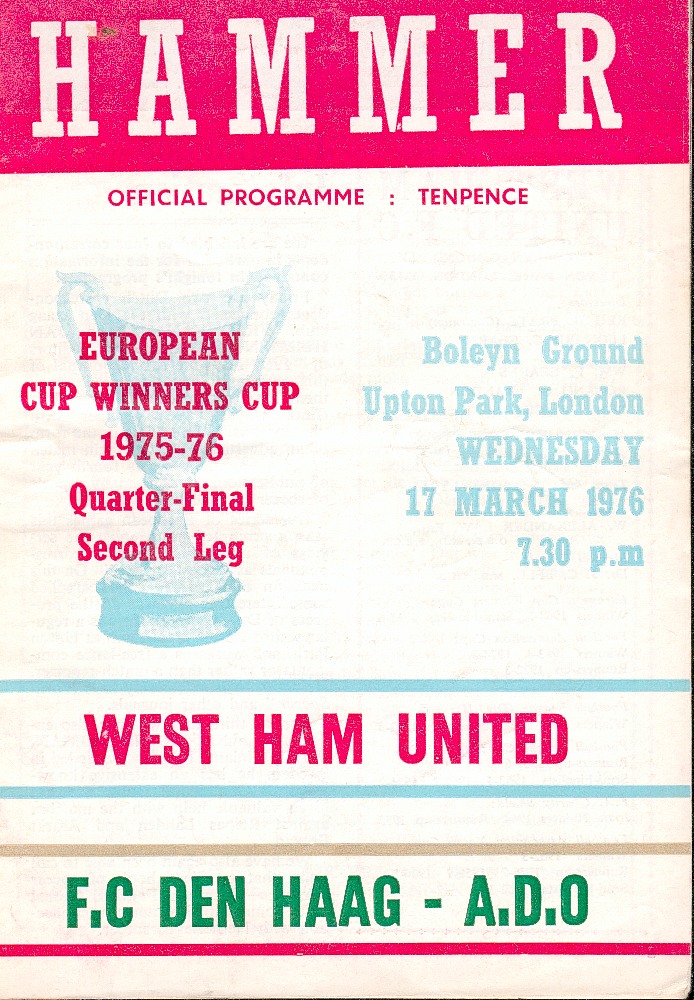 HAMMER
OFFICIAL PROGRAMME : TENPENCE
EUROPEAN
CUP WINNERS CUP
1975-76
Quarter-Final
Second Leg
Boleyn Ground
Upton Park, London
WEDNESDAY
17 MARCH 1976
7.30 p.m
WEST HAM UNITED
F.C DEN HAAG - A.D.O